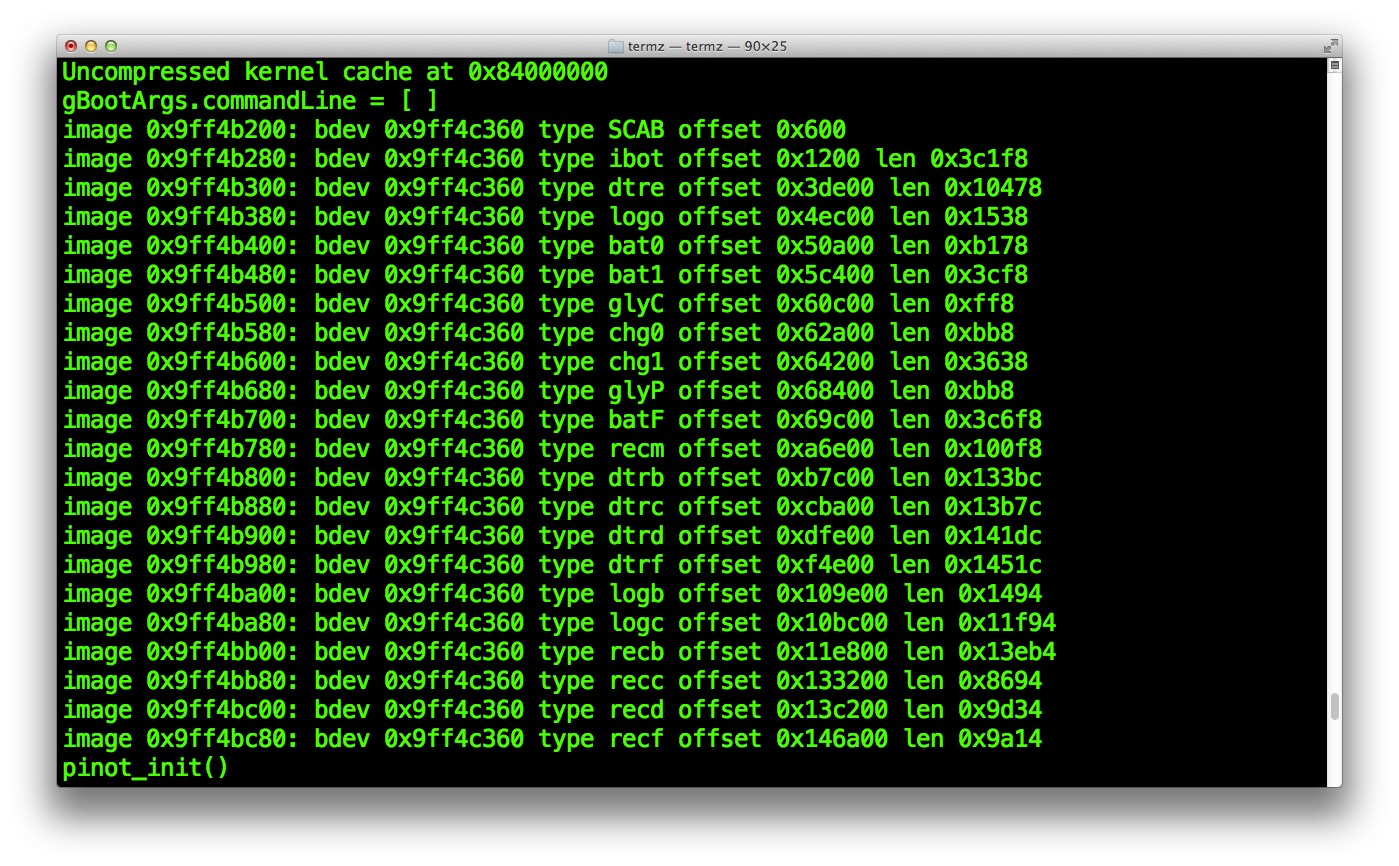 termz — termz — 90×25
Uncompressed kernel cache at 0x84000000
gBootArgs.commandLine = [ ]
image 0x9ff4b200: bdev 0x9ff4c360 type SCAB offset 0x600
image 0x9ff4b280: bdev 0x9ff4c360 type ibot offset 0x1200 len 0x3c1f8
image 0x9ff4b300: bdev 0x9ff4c360 type dtre offset 0x3de00 len 0x10478
image 0x9ff4b380: bdev 0x9ff4c360 type logo offset 0x4ec00 len 0x1538
image 0x9ff4b400: bdev 0x9ff4c360 type bat0 offset 0x50a00 len 0xb178
image 0x9ff4b480: bdev 0x9ff4c360 type bat1 offset 0x5c400 len 0x3cf8
image 0x9ff4b500: bdev 0x9ff4c360 type glyC offset 0x60c00 len 0xff8
image 0x9ff4b580: bdev 0x9ff4c360 type chg0 offset 0x62a00 len 0xbb8
image 0x9ff4b600: bdev 0x9ff4c360 type chg1 offset 0x64200 len 0x3638
image 0x9ff4b680: bdev 0x9ff4c360 type glyP offset 0x68400 len 0xbb8
image 0x9ff4b700: bdev 0x9ff4c360 type batF offset 0x69c00 len 0x3c6f8
image 0x9ff4b780: bdev 0x9ff4c360 type recm offset 0xa6e00 len 0x100f8
image 0x9ff4b800: bdev 0x9ff4c360 type dtrb offset 0xb7c00 len 0x133bc
image 0x9ff4b880: bdev 0x9ff4c360 type dtrc offset 0xcba00 len 0x13b7c
image 0x9ff4b900: bdev 0x9ff4c360 type dtrd offset 0xdfe00 len 0x141dc
image 0x9ff4b980: bdev 0x9ff4c360 type dtrf offset 0xf4e00 len 0x1451c
image 0x9ff4ba00: bdev 0x9ff4c360 type logb offset 0x109e00 len 0x1494
image 0x9ff4ba80: bdev 0x9ff4c360 type logc offset 0x10bc00 len 0x11f94
image 0x9ff4bb00: bdev 0x9ff4c360 type recb offset 0x11e800 len 0x13eb4
image 0x9ff4bb80: bdev 0x9ff4c360 type recc offset 0x133200 len 0x8694
image 0x9ff4bc00: bdev 0x9ff4c360 type recd offset 0x13c200 len 0x9d34
image 0x9ff4bc80: bdev 0x9ff4c360 type recf offset 0x146a00 len 0x9a14
pinot_init()